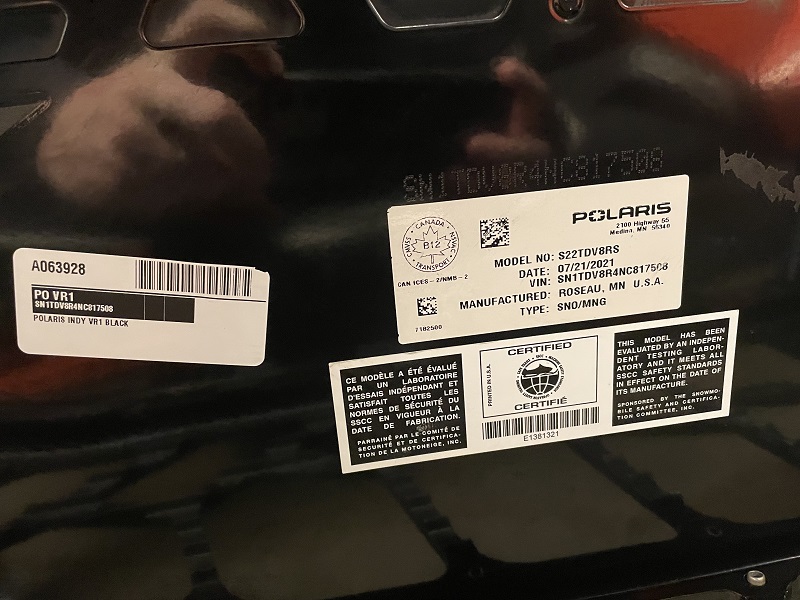 SN1TDV8R4NC817508
A063928
PO VR1
SN1TDV8R4NC817508
POLARIS INDY VR1 BLACK
CANADA
CMVSS
B12
NSVAC
TRANSPORT
CAN ICES-2/NMB-2
7182500
POLARIS
2100 Highway 55
Medina, MN 55340
MODEL NO: S22TDV8RS
DATE: 07/21/2021
VIN: SN1TDV8R4NC817508
MANUFACTURED: ROSEAU, MN U.S.A.
TYPE: SNO/MNG
CE MODÈLE A ÉTÉ ÉVALUÉ
PAR UN LABORATOIRE
D'ESSAIS INDÉPENDANT ET
SATISFAIT TOUTES LES
NORMES DE SÉCURITÉ DU
SSCC EN VIGUEUR À LA
DATE DE FABRICATION.
PARRAINÉ PAR LE COMITÉ DE
SÉCURITÉ ET DE CERTIFICA-
TION DE LA MOTONEIGE, INC.
PRINTED IN U.S.A.
CERTIFIED
CERTIFIÉ
E1381321
THIS MODEL HAS BEEN
EVALUATED BY AN INDEPEN-
DENT TESTING LABOR-
ATORY AND IT MEETS ALL
SSCC SAFETY STANDARDS
IN EFFECT ON THE DATE OF
ITS MANUFACTURE.
SPONSORED BY THE SNOWMO-
BILE SAFETY AND CERTIFICA-
TION COMMITTEE, INC.